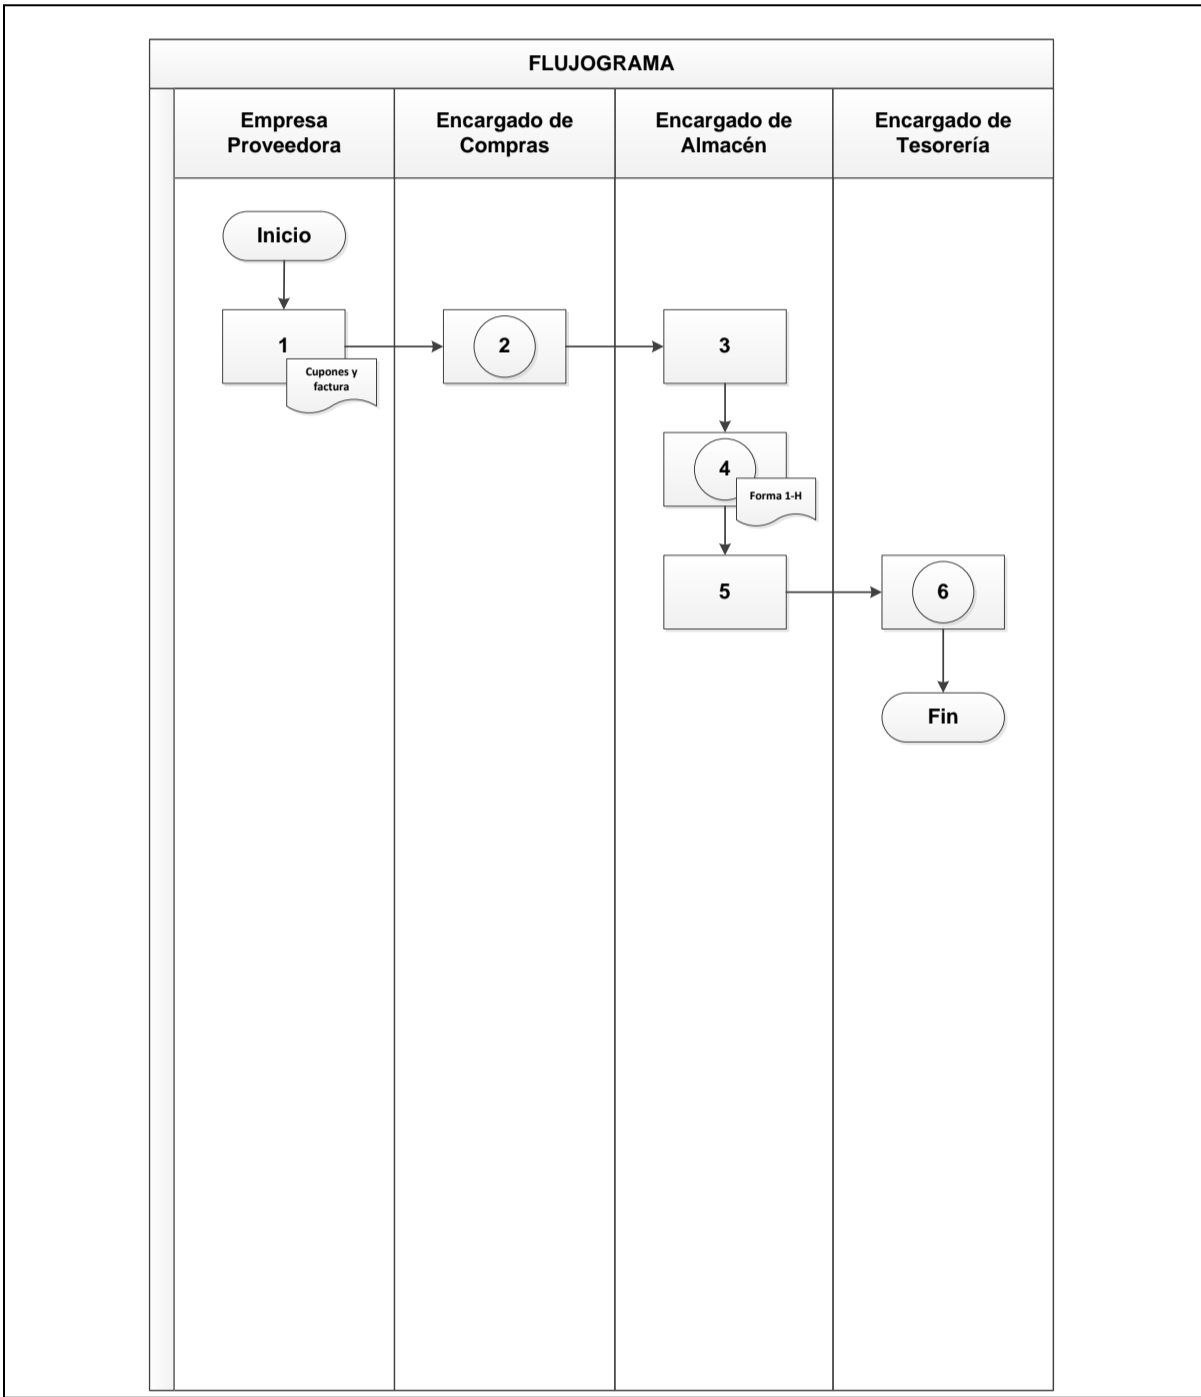 FLUJOGRAMA
Empresa
Proveedora
Encargado de
Compras
Encargado de
Almacén
Encargado de
Tesorería
Inicio
1
Cupones y
factura
2
3
4
Forma 1-H
5
6
Fin